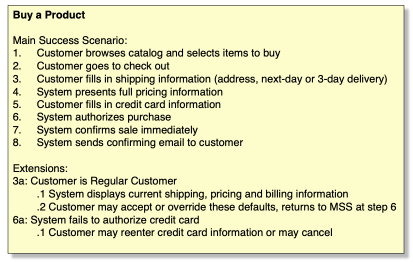 Buy a Product
Main Success Scenario:
1. Customer browses catalog and selects items to buy
2. Customer goes to check out
3. Customer fills in shipping information (address, next-day or 3-day delivery)
4. System presents full pricing information
5. Customer fills in credit card information
6. System authorizes purchase
7. System confirms sale immediately
8. System sends confirming email to customer
Extensions:
3a: Customer is Regular Customer
.1 System displays current shipping, pricing and billing information
.2 Customer may accept or override these defaults, returns to MSS at step 6
6a: System fails to authorize credit card
.1 Customer may reenter credit card information or may cancel